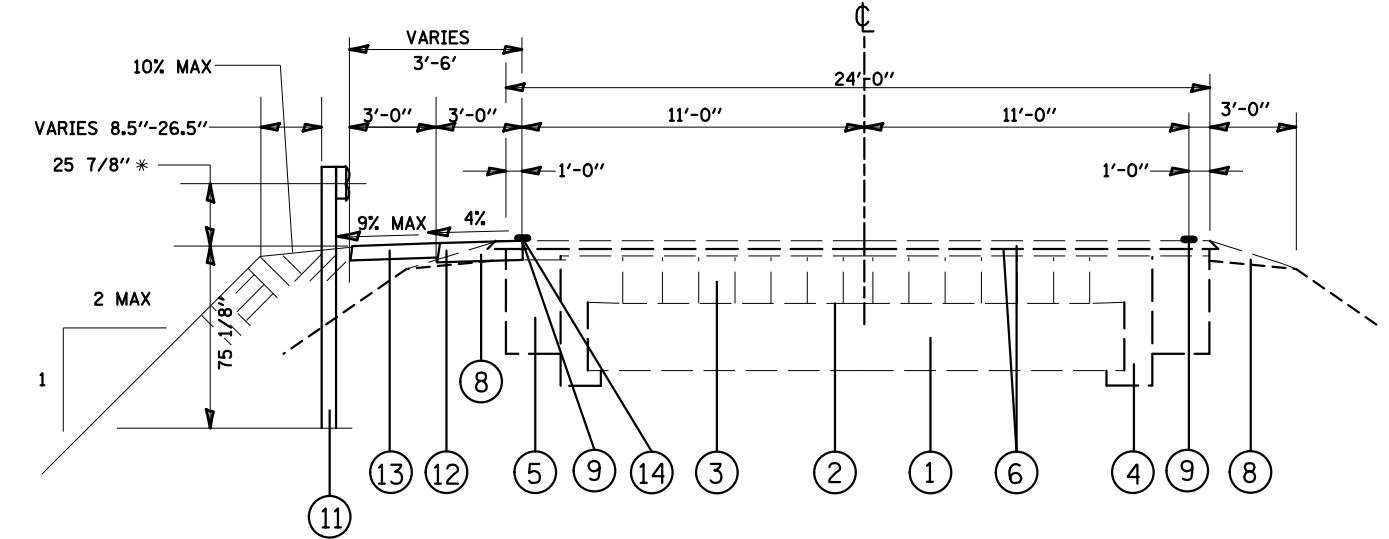 ℄
VARIES
3'-6'
10% MAX
24'-0"
3'-0" 3'-0" 11'-0" 11'-0" 3'-0"
VARIES 8.5"-26.5"
25 7/8" *
1'-0" 1'-0"
9% MAX 4%
2 MAX
75 1/8"
1
8
13 12 5 9 14 3 2 1 6 4 9 8
11